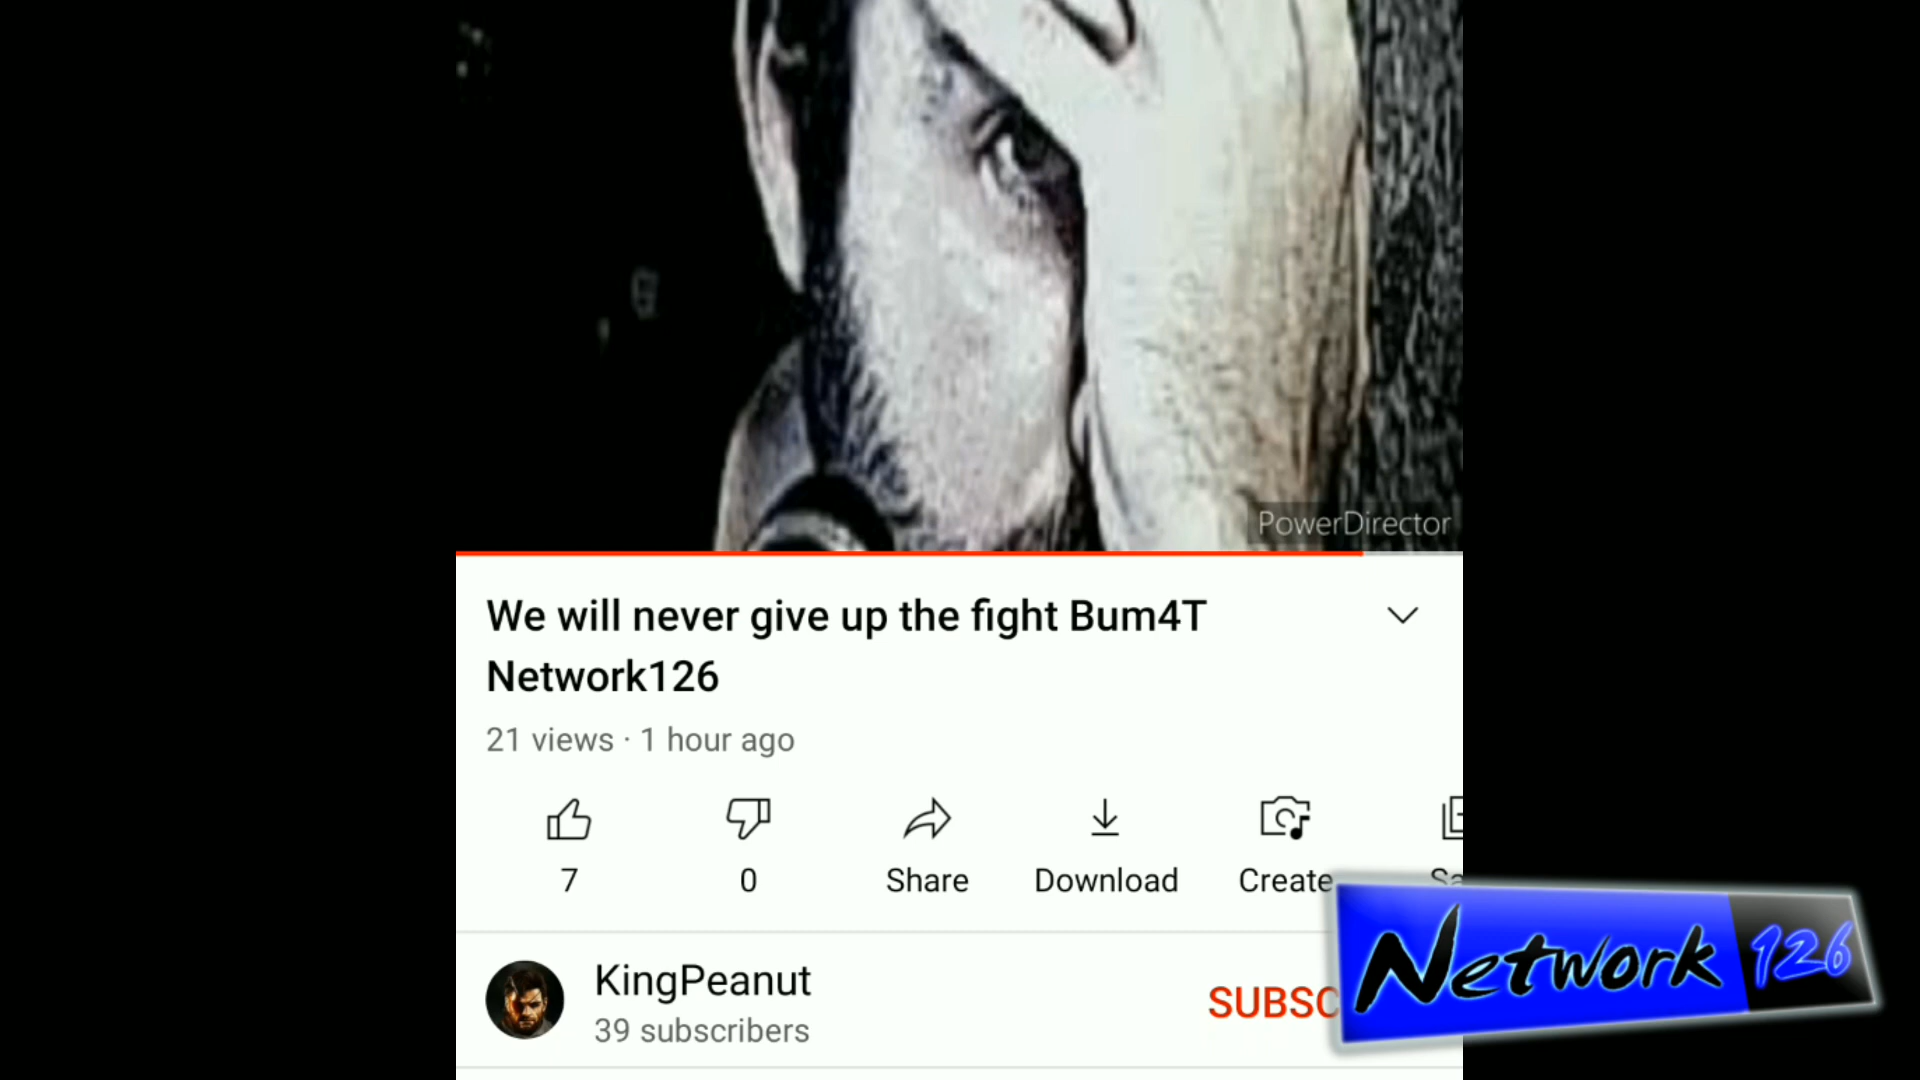 PowerDirector
We will never give up the fight Bum4T
Network126
21 views · 1 hour ago
7
0
Share
Download
Create
Sa
KingPeanut
39 subscribers
SUBSC
Network 126